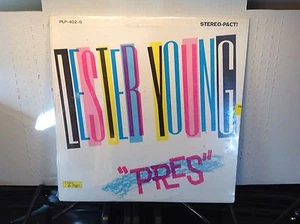 PLP-402-S
STEREO-PACT!
LESTER YOUNG
"PRES"